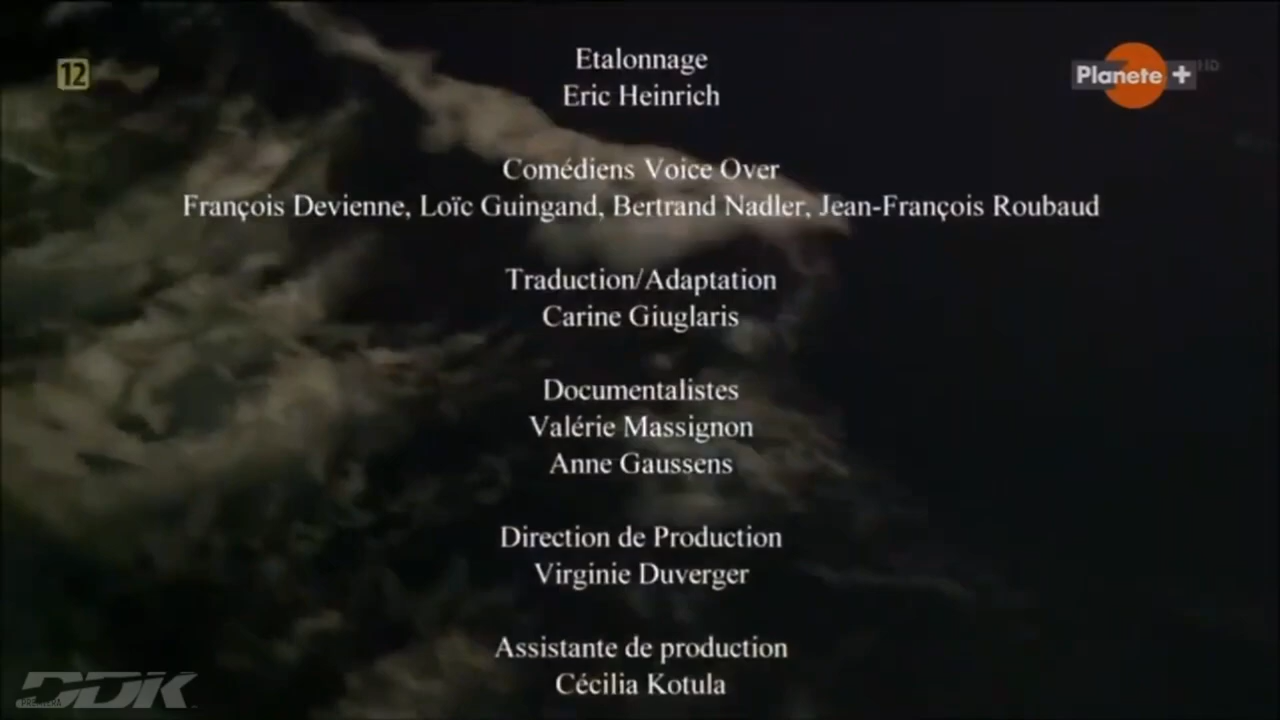 12
Planete +
HD
Etalonnage
Eric Heinrich
Comédiens Voice Over
François Devienne, Loïc Guingand, Bertrand Nadler, Jean-François Roubaud
Traduction/Adaptation
Carine Giuglaris
Documentalistes
Valérie Massignon
Anne Gaussens
Direction de Production
Virginie Duverger
Assistante de production
Cécilia Kotula
DDK
PREMIERA